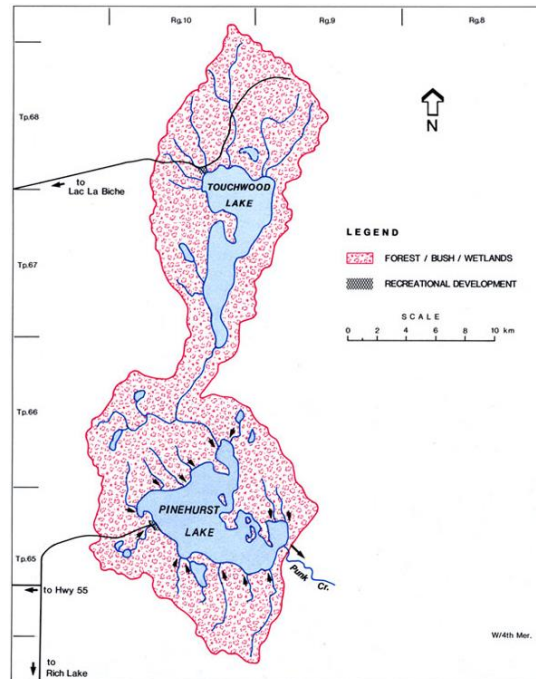 Rg.10
Rg.9
Rg.8
Tp.68
N
to
Lac La Biche
TOUCHWOOD
LAKE
LEGEND
FOREST / BUSH / WETLANDS
RECREATIONAL DEVELOPMENT
Tp.67
SCALE
0 2 4 6 8 10 km
Tp.66
PINEHURST
LAKE
Tp.65
Punk Cr.
to Hwy 55
W/4th Mer.
to
Rich Lake